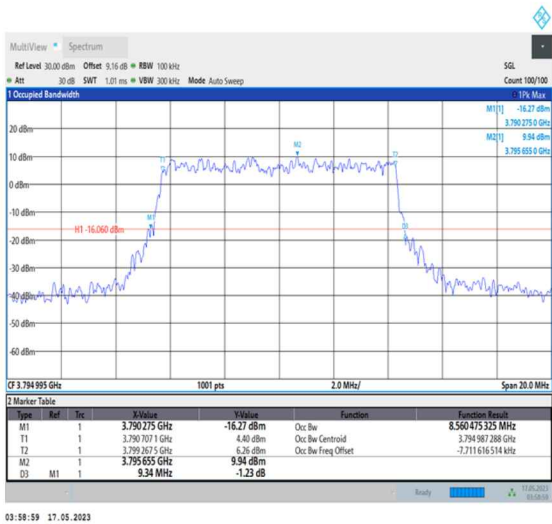 MultiView Spectrum
Ref Level 30.00 dBm Offset 9.16 dB RBW 100 kHz SGL
Att 30 dB SWT 1.01 ms VBW 300 kHz Mode Auto Sweep Count 100/100
1 Occupied Bandwidth 1Pk Max
M1[1] -16.27 dBm
3.790 275 0 GHz
M2[1] 9.94 dBm
3.795 655 0 GHz
20 dBm
M2
10 dBm T1 T2
0 dBm
-10 dBm
M1
H1 -16.060 dBm D3
-20 dBm
-30 dBm
-40 dBm
-50 dBm
-60 dBm
CF 3.794 995 GHz 1001 pts 2.0 MHz/ Span 20.0 MHz
2 Marker Table
Type Ref Trc X-Value Y-Value Function Function Result
M1 1 3.790 275 GHz -16.27 dBm Occ Bw 8.560 475 325 MHz
T1 1 3.790 707 1 GHz 4.40 dBm Occ Bw Centroid 3.794 987 288 GHz
T2 1 3.799 267 5 GHz 6.26 dBm Occ Bw Freq Offset -7.711 616 514 kHz
M2 1 3.795 655 GHz 9.94 dBm
D3 M1 1 9.34 MHz -1.23 dB
Ready 17.05.2023
03:58:59
03:58:59 17.05.2023